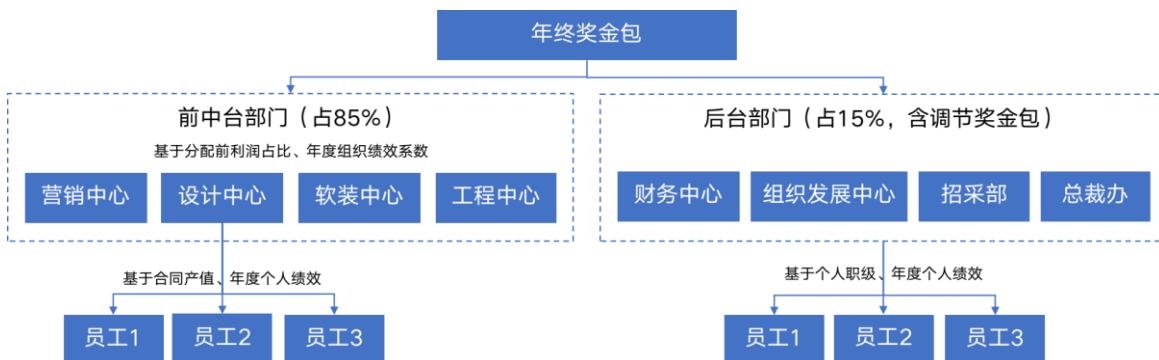 年终奖金包
前中台部门（占85%）
基于分配前利润占比、年度组织绩效系数
营销中心
设计中心
软装中心
工程中心
后台部门（占15%，含调节奖金包）
财务中心
组织发展中心
招采部
总裁办
基于合同产值、年度个人绩效
员工1
员工2
员工3
基于个人职级、年度个人绩效
员工1
员工2
员工3